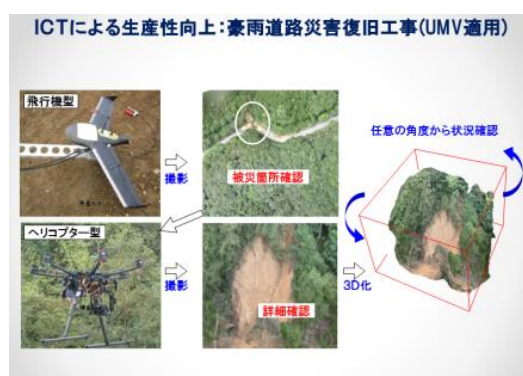 ICTによる生産性向上:豪雨道路災害復旧工事(UMV適用)
飛行機型
撮影
被災箇所確認
任意の角度から状況確認
ヘリコプター型
撮影
詳細確認
3D化